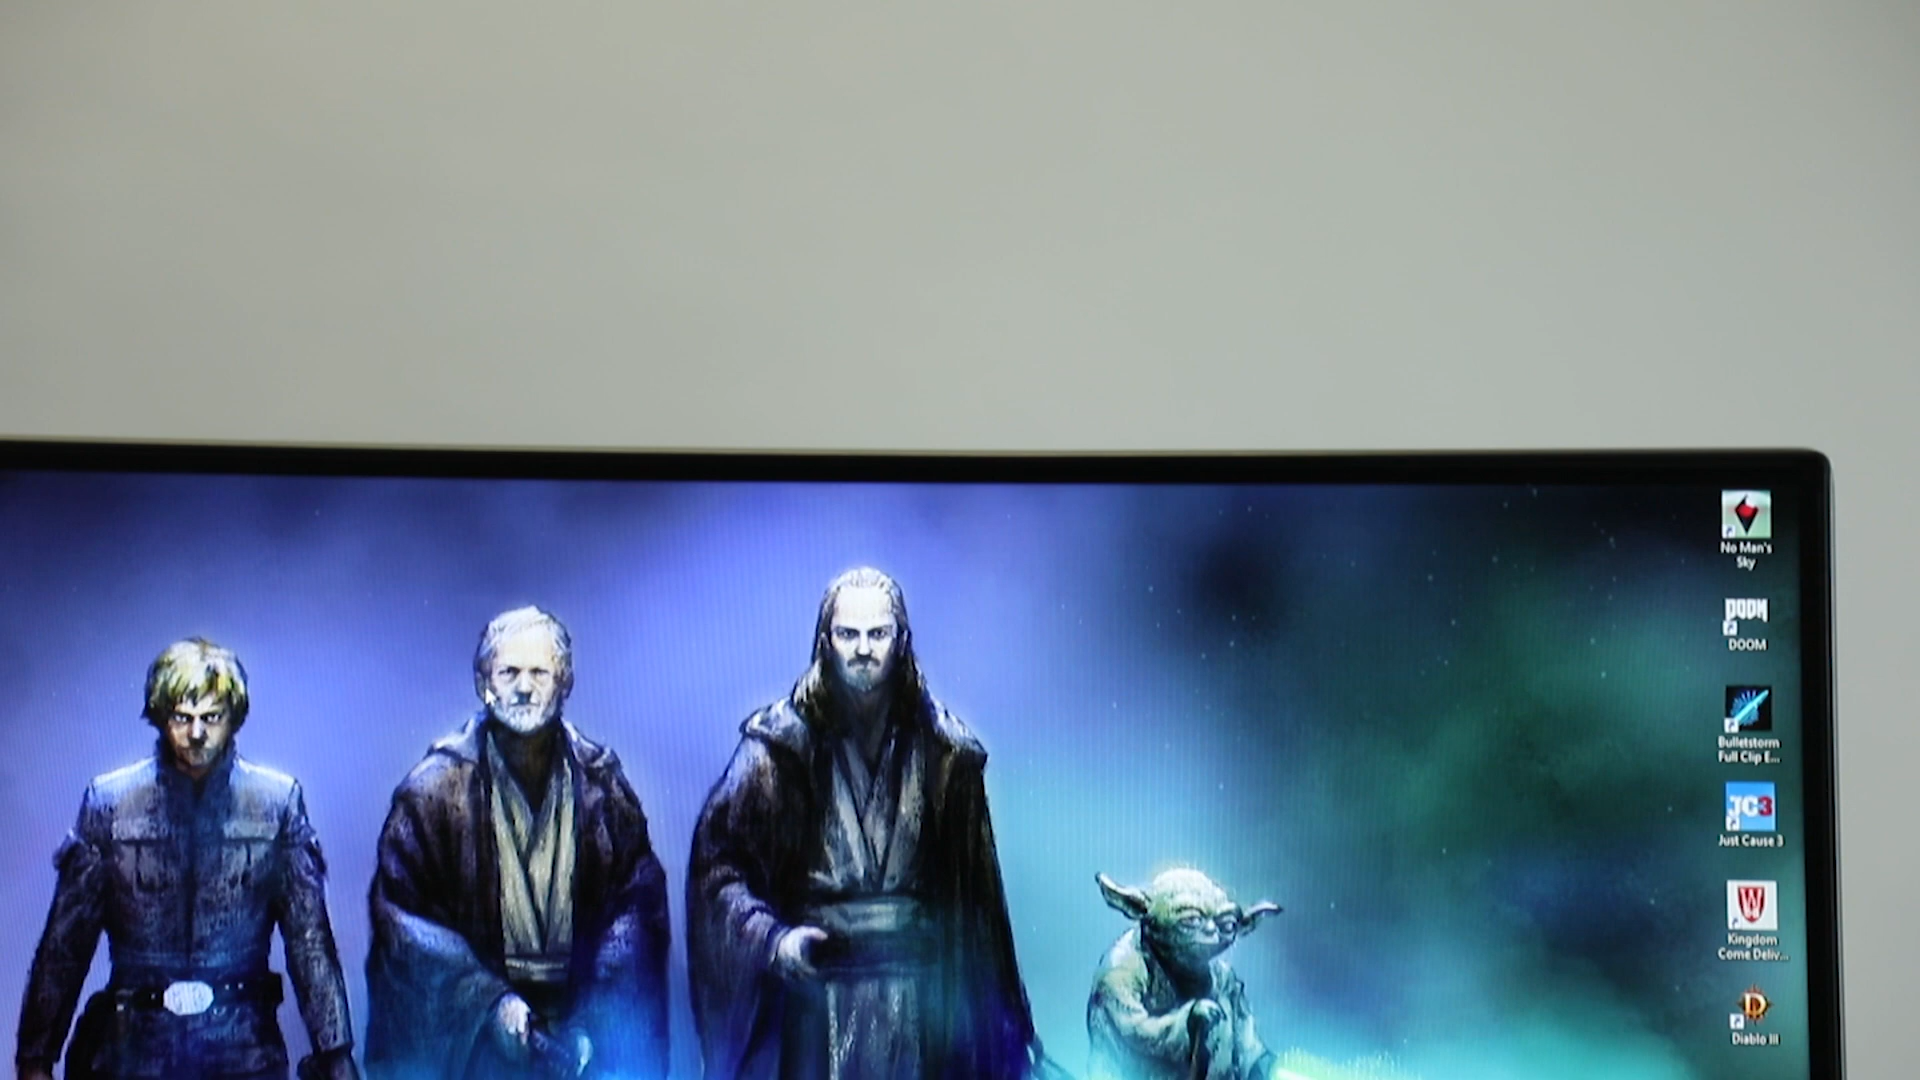 No Man's
Sky
DOOM
DOOM
Bulletstorm
Full Clip E...
JC3
Just Cause 3
W
Kingdom
Come Deliv...
D
Diablo III